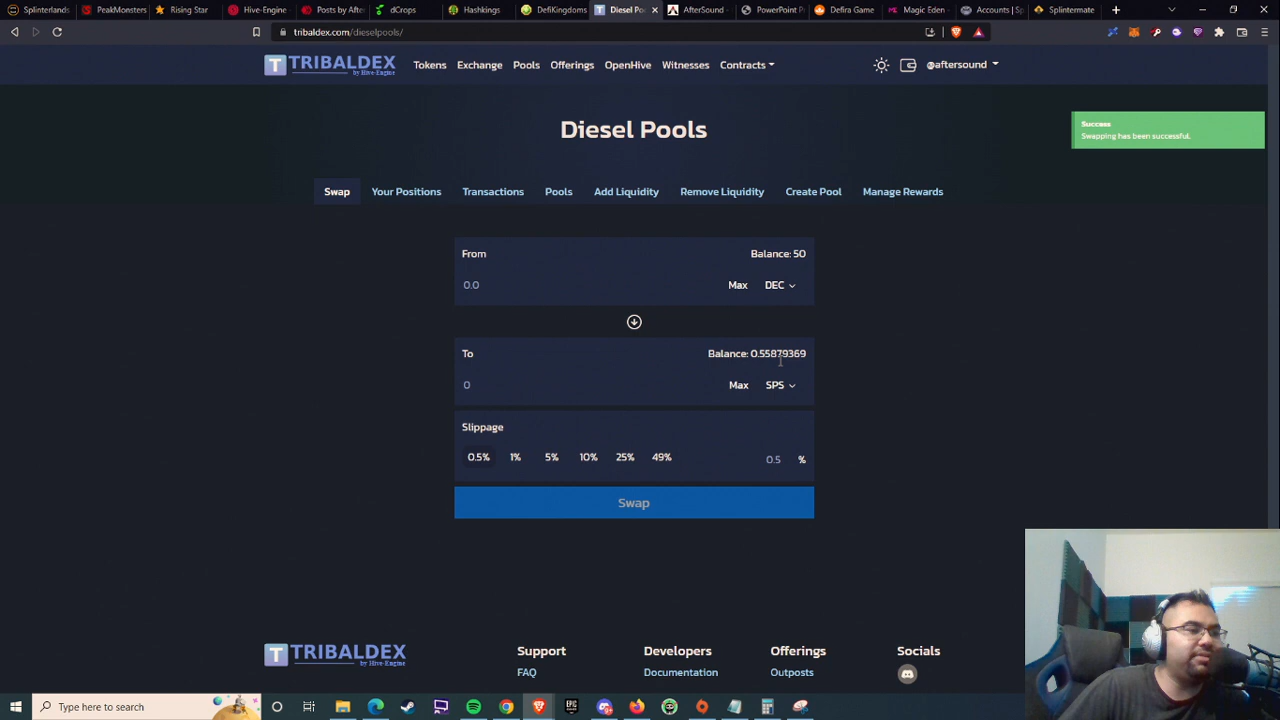 Splinterlands
PeakMonsters
Rising Star
Hive-Engine
Posts by After
dCrops
Hashkings
DefiKingdoms
Diesel Po
AfterSound -
PowerPoint Pr
Defira Game
Magic Eden -
Accounts | Sp
Splintermate
tribaldex.com/dieselpools/
TRIBALDEX
by Hive-Engine
Tokens Exchange Pools Offerings OpenHive Witnesses Contracts
@aftersound
Success
Swapping has been successful.
Diesel Pools
Swap Your Positions Transactions Pools Add Liquidity Remove Liquidity Create Pool Manage Rewards
From Balance: 50
0.0 Max DEC
To Balance: 0.55879369
0 Max SPS
Slippage
0.5% 1% 5% 10% 25% 49% 0.5 %
Swap
TRIBALDEX
by Hive-Engine
Support Developers Offerings Socials
FAQ Documentation Outposts
Type here to search